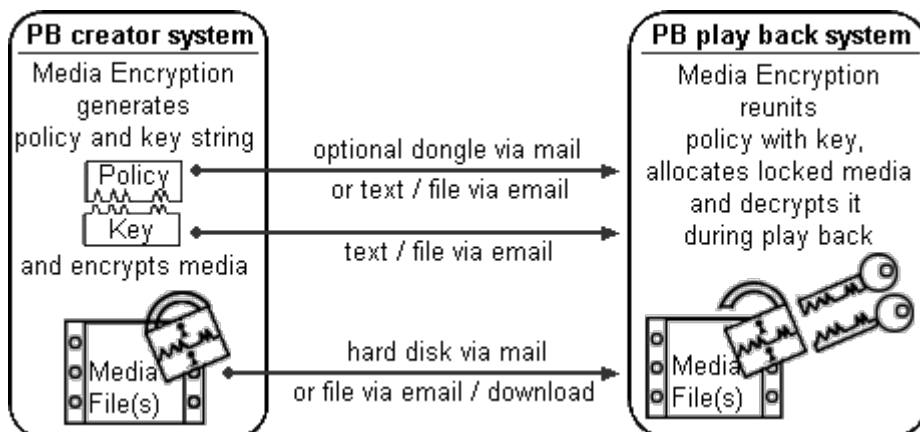 PB creator system
Media Encryption
generates
policy and key string
Policy
Key
and encrypts media
Media
File(s)
optional dongle via mail
or text / file via email
text / file via email
hard disk via mail
or file via email / download
PB play back system
Media Encryption
reunits
policy with key,
allocates locked media
and decrypts it
during play back
Media
File(s)